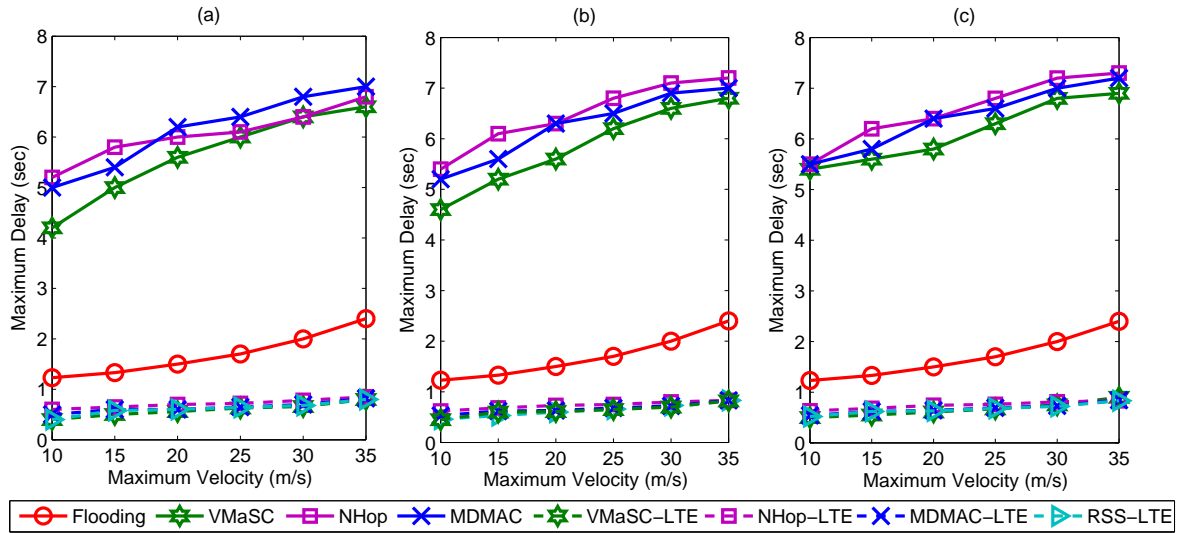 (a)
(b)
(c)
Maximum Delay (sec)
8
7
6
5
4
3
2
1
0
10 15 20 25 30 35
Maximum Velocity (m/s)
Maximum Delay (sec)
8
7
6
5
4
3
2
1
0
10 15 20 25 30 35
Maximum Velocity (m/s)
Maximum Delay (sec)
8
7
6
5
4
3
2
1
0
10 15 20 25 30 35
Maximum Velocity (m/s)
Flooding VMaSC NHop MDMAC VMaSC−LTE NHop−LTE MDMAC−LTE RSS−LTE